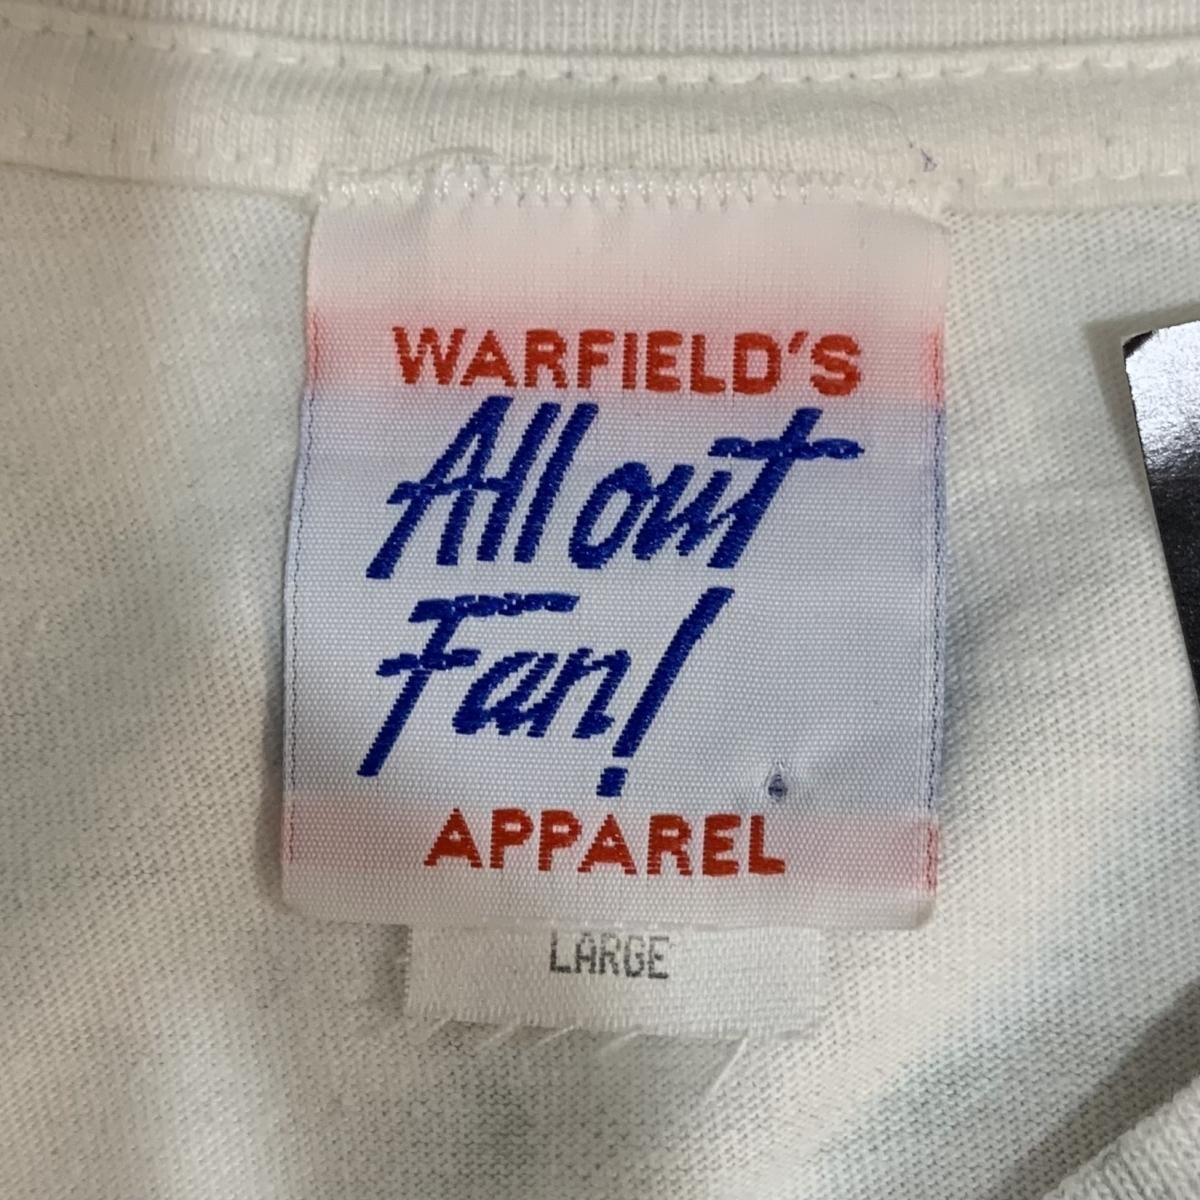 WARFIELD'S
All out
Fan!
APPAREL
LARGE